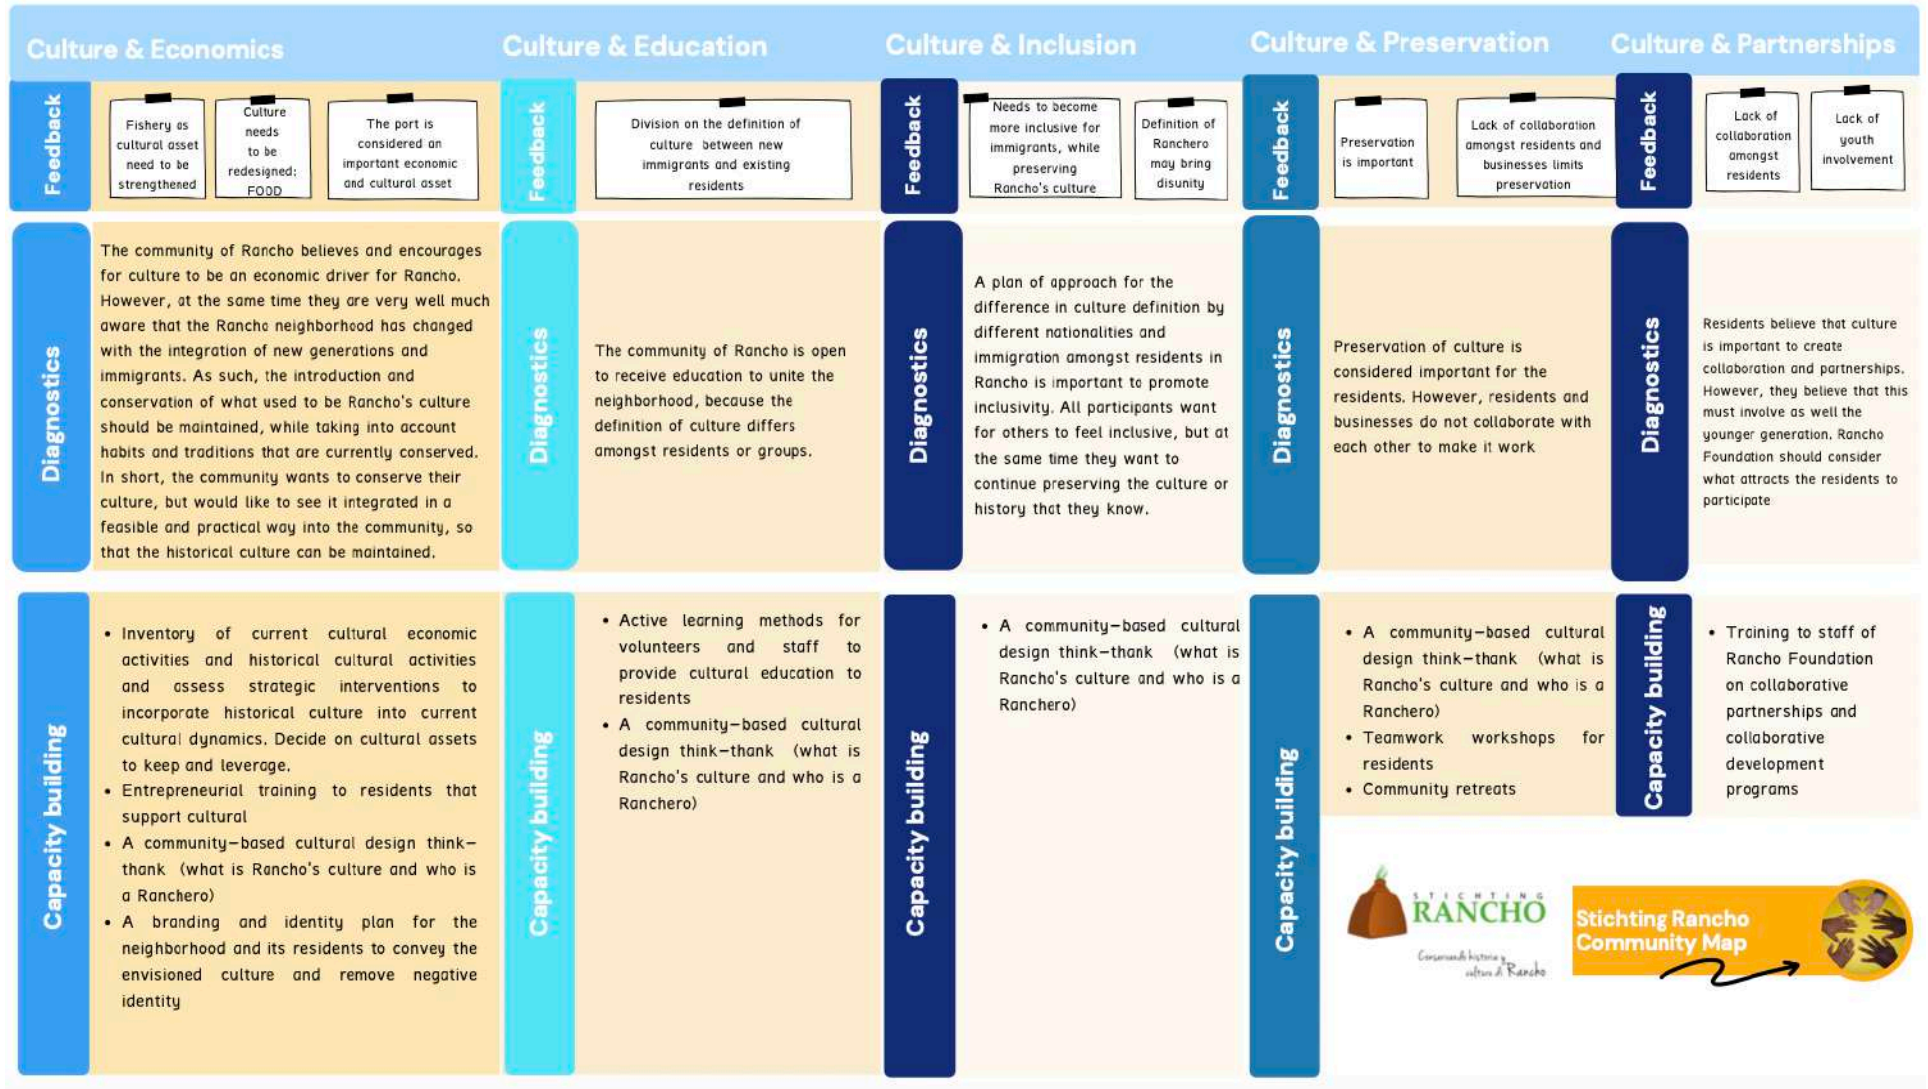 Culture & Economics
Culture & Education
Culture & Inclusion
Culture & Preservation
Culture & Partnerships
Feedback
Fishery as
cultural asset
need to be
strengthened
Culture
needs
to be
redesigned:
FOOD
The port is
considered an
important economic
and cultural asset
Feedback
Division on the definition of
culture between new
immigrants and existing
residents
Feedback
Needs to become
more inclusive for
immigrants, while
preserving
Rancho's culture
Definition of
Ranchero
may bring
disunity
Feedback
Preservation
is important
Lack of collaboration
amongst residents and
businesses limits
preservation
Feedback
Lack of
collaboration
amongst
residents
Lack of
youth
involvement
Diagnostics
The community of Rancho believes and encourages
for culture to be an economic driver for Rancho.
However, at the same time they are very well much
aware that the Rancho neighborhood has changed
with the integration of new generations and
immigrants. As such, the introduction and
conservation of what used to be Rancho's culture
should be maintained, while taking into account
habits and traditions that are currently conserved.
In short, the community wants to conserve their
culture, but would like to see it integrated in a
feasible and practical way into the community, so
that the historical culture can be maintained.
Diagnostics
The community of Rancho is open
to receive education to unite the
neighborhood, because the
definition of culture differs
amongst residents or groups.
Diagnostics
A plan of approach for the
difference in culture definition by
different nationalities and
immigration amongst residents in
Rancho is important to promote
inclusivity. All participants want
for others to feel inclusive, but at
the same time they want to
continue preserving the culture or
history that they know.
Diagnostics
Preservation of culture is
considered important for the
residents. However, residents and
businesses do not collaborate with
each other to make it work
Diagnostics
Residents believe that culture
is important to create
collaboration and partnerships.
However, they believe that this
must involve as well the
younger generation. Rancho
Foundation should consider
what attracts the residents to
participate
Capacity building
• Inventory of current cultural economic
activities and historical cultural activities
and assess strategic interventions to
incorporate historical culture into current
cultural dynamics. Decide on cultural assets
to keep and leverage.
• Entrepreneurial training to residents that
support cultural
• A community-based cultural design think-
thank (what is Rancho's culture and who is
a Ranchero)
• A branding and identity plan for the
neighborhood and its residents to convey the
envisioned culture and remove negative
identity
Capacity building
• Active learning methods for
volunteers and staff to
provide cultural education to
residents
• A community-based cultural
design think-thank (what is
Rancho's culture and who is a
Ranchero)
Capacity building
• A community-based cultural
design think-thank (what is
Rancho's culture and who is a
Ranchero)
Capacity building
• A community-based cultural
design think-thank (what is
Rancho's culture and who is a
Ranchero)
• Teamwork workshops for
residents
• Community retreats
Capacity building
• Training to staff of
Rancho Foundation
on collaborative
partnerships and
collaborative
development
programs
STICHTING
RANCHO
historia y
cultura di Rancho
Stichting Rancho
Community Map